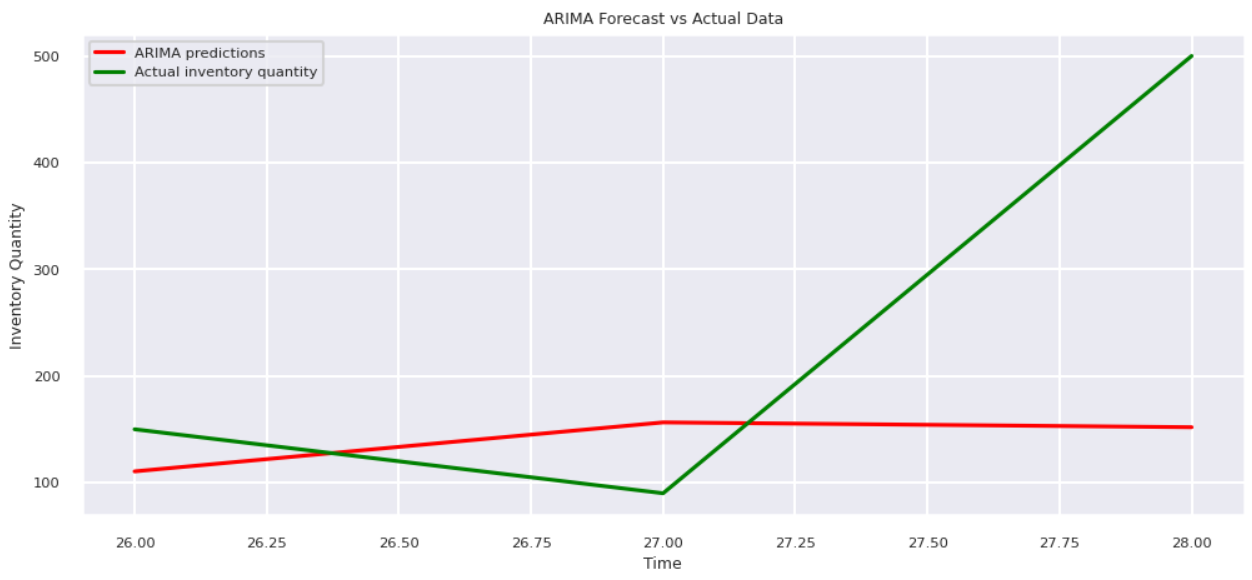 ARIMA Forecast vs Actual Data
ARIMA predictions
Actual inventory quantity
500
400
300
200
100
Inventory Quantity
26.00 26.25 26.50 26.75 27.00 27.25 27.50 27.75 28.00
Time